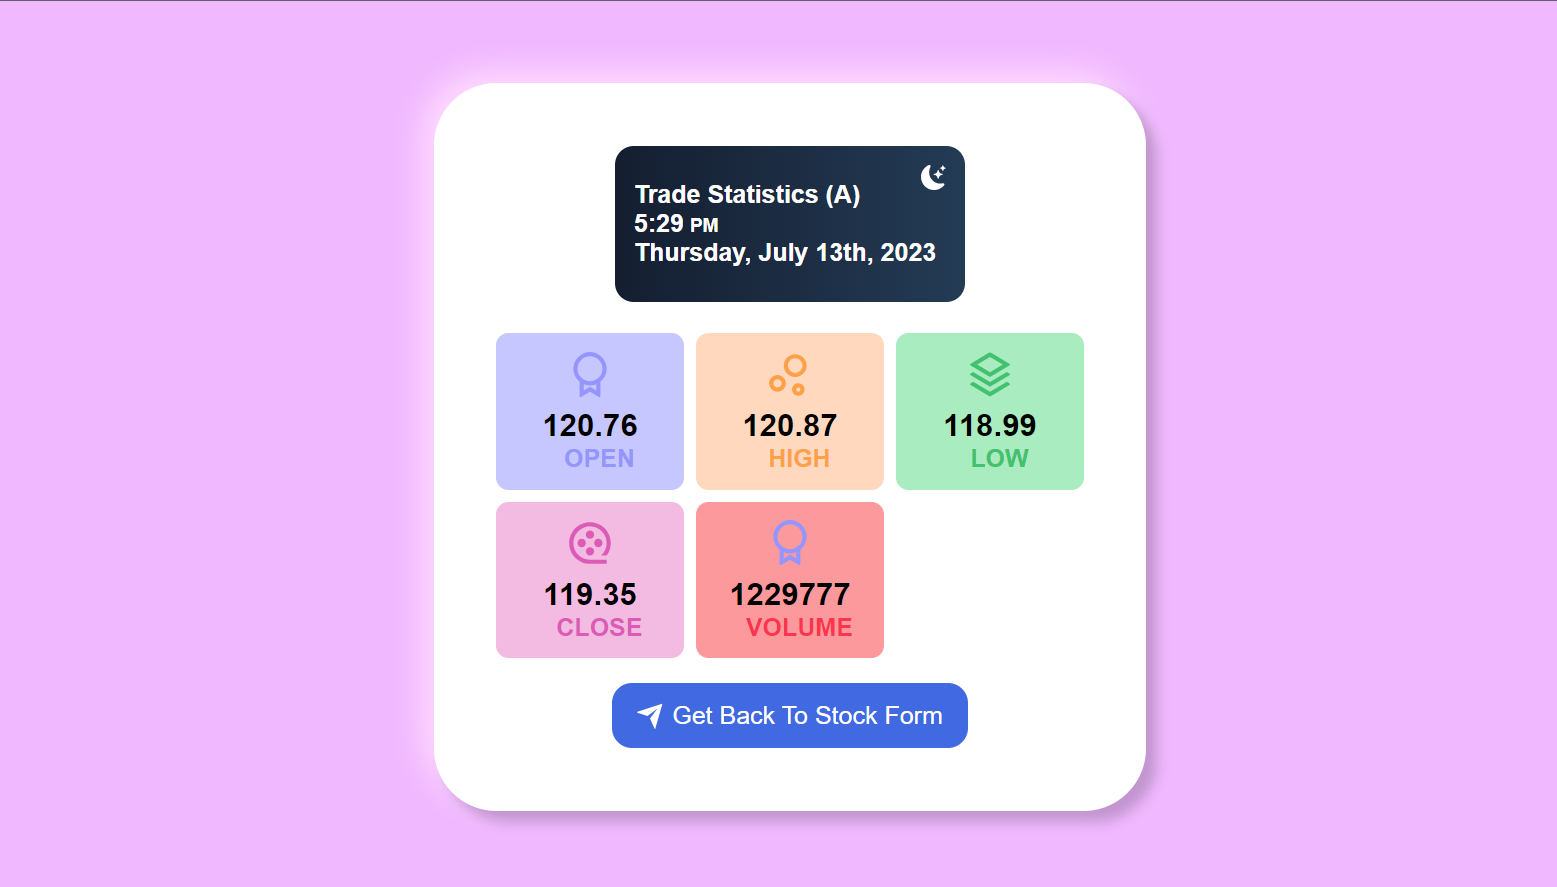 Trade Statistics (A)
5:29 PM
Thursday, July 13th, 2023
120.76
OPEN
120.87
HIGH
118.99
LOW
119.35
CLOSE
1229777
VOLUME
Get Back To Stock Form